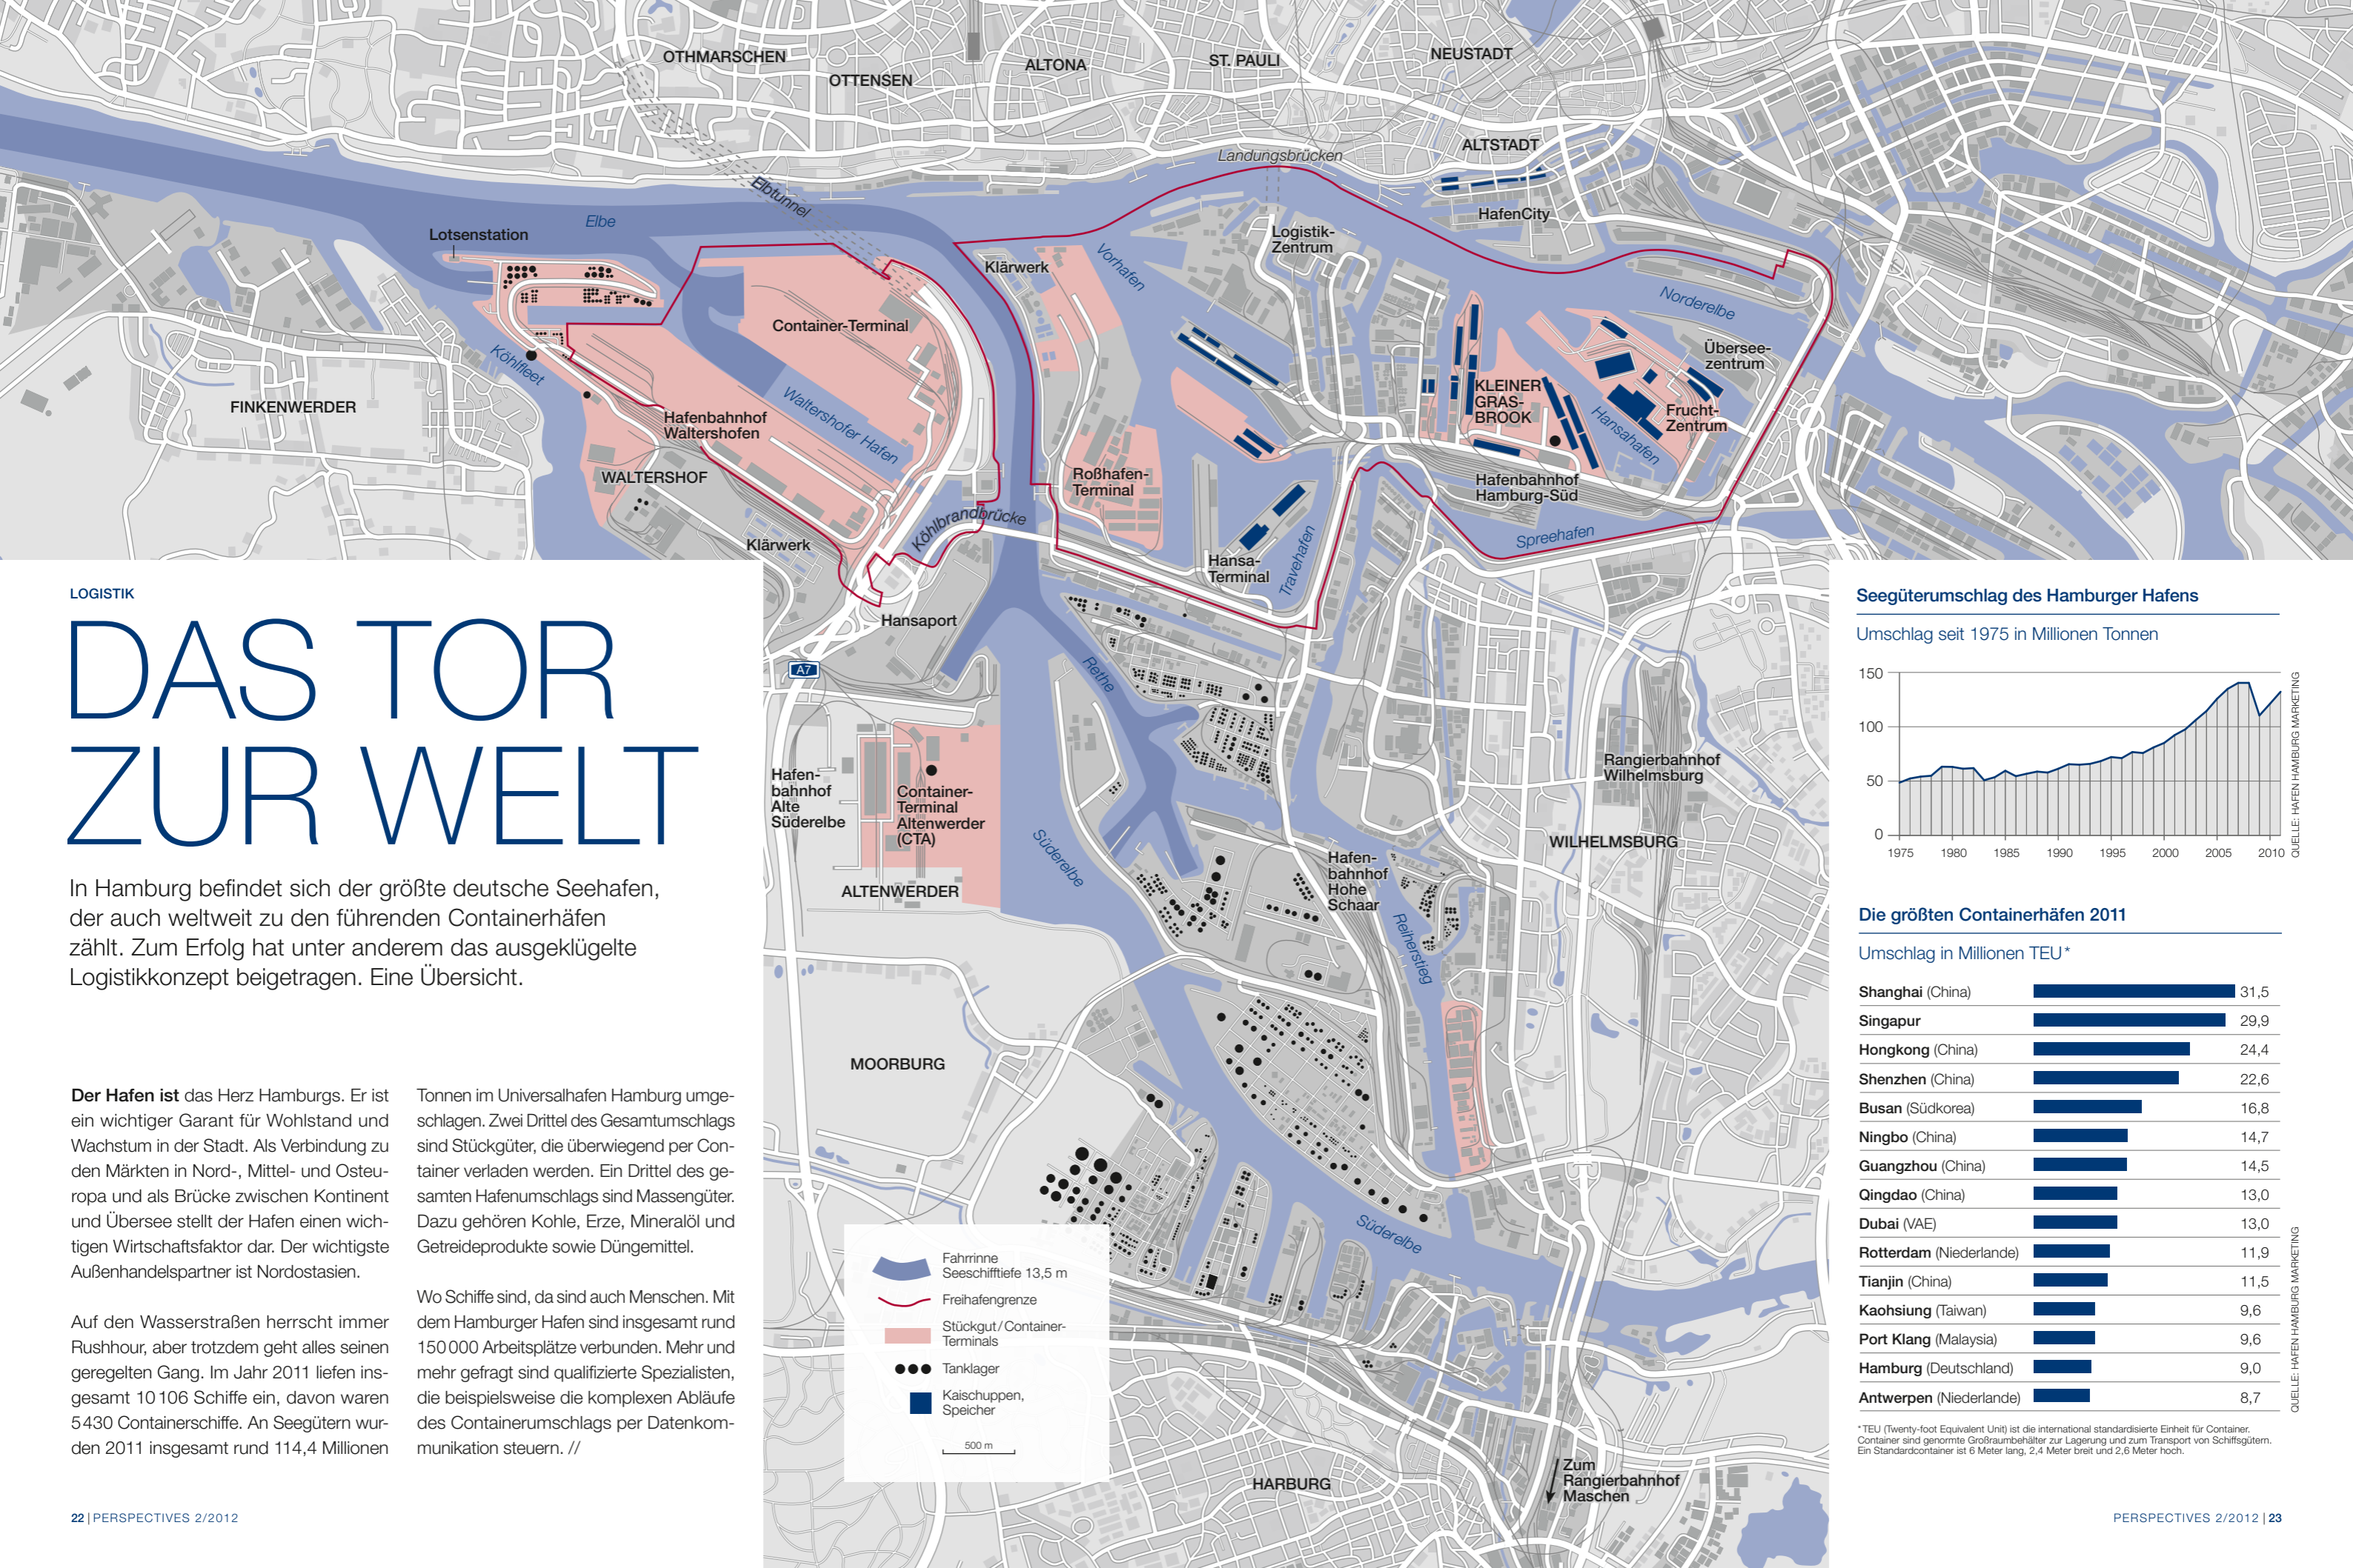 OTHMARSCHEN
OTTENSEN
ALTONA
ST. PAULI
NEUSTADT
ALTSTADT
Landungsbrücken
Elbtunnel
Elbe
Lotsenstation
HafenCity
Logistik-
Zentrum
Klärwerk
Vorhafen
Norderelbe
Container-Terminal
Köhlfleet
Übersee-
zentrum
FINKENWERDER
Waltershofer Hafen
KLEINER
GRAS-
BROOK
Hansahafen
Frucht-
Zentrum
Hafenbahnhof
Waltershofen
WALTERSHOF
Roßhafen-
Terminal
Hafenbahnhof
Hamburg-Süd
Köhlbrandbrücke
Spreehafen
Klärwerk
Hansa-
Terminal
Travehafen
Hansaport
A7
Rethe
Hafen-
bahnhof
Alte
Süderelbe
Container-
Terminal
Altenwerder
(CTA)
Rangierbahnhof
Wilhelmsburg
WILHELMSBURG
Süderelbe
ALTENWERDER
Hafen-
bahnhof
Hohe
Schaar
Reiherstieg
MOORBURG
Süderelbe
HARBURG
Zum
Rangierbahnhof
Maschen
Fahrrinne
Seeschifftiefe 13,5 m
Freihafengrenze
Stückgut/Container-
Terminals
Tanklager
Kaischuppen,
Speicher
500 m
LOGISTIK
DAS TOR
ZUR WELT
In Hamburg befindet sich der größte deutsche Seehafen,
der auch weltweit zu den führenden Containerhäfen
zählt. Zum Erfolg hat unter anderem das ausgeklügelte
Logistikkonzept beigetragen. Eine Übersicht.
Der Hafen ist das Herz Hamburgs. Er ist
ein wichtiger Garant für Wohlstand und
Wachstum in der Stadt. Als Verbindung zu
den Märkten in Nord-, Mittel- und Osteu-
ropa und als Brücke zwischen Kontinent
und Übersee stellt der Hafen einen wich-
tigen Wirtschaftsfaktor dar. Der wichtigste
Außenhandelspartner ist Nordostasien.
Auf den Wasserstraßen herrscht immer
Rushhour, aber trotzdem geht alles seinen
geregelten Gang. Im Jahr 2011 liefen ins-
gesamt 10 106 Schiffe ein, davon waren
5 430 Containerschiffe. An Seegütern wur-
den 2011 insgesamt rund 114,4 Millionen
Tonnen im Universalhafen Hamburg umge-
schlagen. Zwei Drittel des Gesamtumschlags
sind Stückgüter, die überwiegend per Con-
tainer verladen werden. Ein Drittel des ge-
samten Hafenumschlags sind Massengüter.
Dazu gehören Kohle, Erze, Mineralöl und
Getreideprodukte sowie Düngemittel.
Wo Schiffe sind, da sind auch Menschen. Mit
dem Hamburger Hafen sind insgesamt rund
150 000 Arbeitsplätze verbunden. Mehr und
mehr gefragt sind qualifizierte Spezialisten,
die beispielsweise die komplexen Abläufe
des Containerumschlags per Datenkom-
munikation steuern. //
Seegüterumschlag des Hamburger Hafens
Umschlag seit 1975 in Millionen Tonnen
150
100
50
0
1975 1980 1985 1990 1995 2000 2005 2010
QUELLE: HAFEN HAMBURG MARKETING
Die größten Containerhäfen 2011
Umschlag in Millionen TEU*
Shanghai (China) 31,5
Singapur 29,9
Hongkong (China) 24,4
Shenzhen (China) 22,6
Busan (Südkorea) 16,8
Ningbo (China) 14,7
Guangzhou (China) 14,5
Qingdao (China) 13,0
Dubai (VAE) 13,0
Rotterdam (Niederlande) 11,9
Tianjin (China) 11,5
Kaohsiung (Taiwan) 9,6
Port Klang (Malaysia) 9,6
Hamburg (Deutschland) 9,0
Antwerpen (Niederlande) 8,7
QUELLE: HAFEN HAMBURG MARKETING
* TEU (Twenty-foot Equivalent Unit) ist die international standardisierte Einheit für Container.
Container sind genormte Großraumbehälter zur Lagerung und zum Transport von Schiffsgütern.
Ein Standardcontainer ist 6 Meter lang, 2,4 Meter breit und 2,6 Meter hoch.
22 | PERSPECTIVES 2/2012
PERSPECTIVES 2/2012 | 23